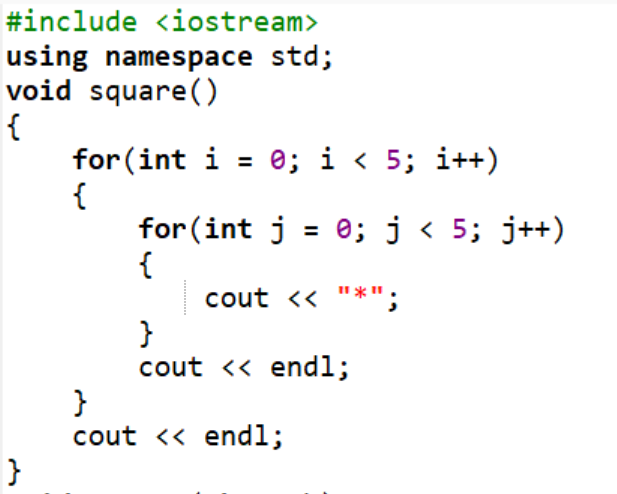 #include <iostream>
using namespace std;
void square()
{
    for(int i = 0; i < 5; i++)
    {
        for(int j = 0; j < 5; j++)
        {
            cout << "*";
        }
        cout << endl;
    }
    cout << endl;
}